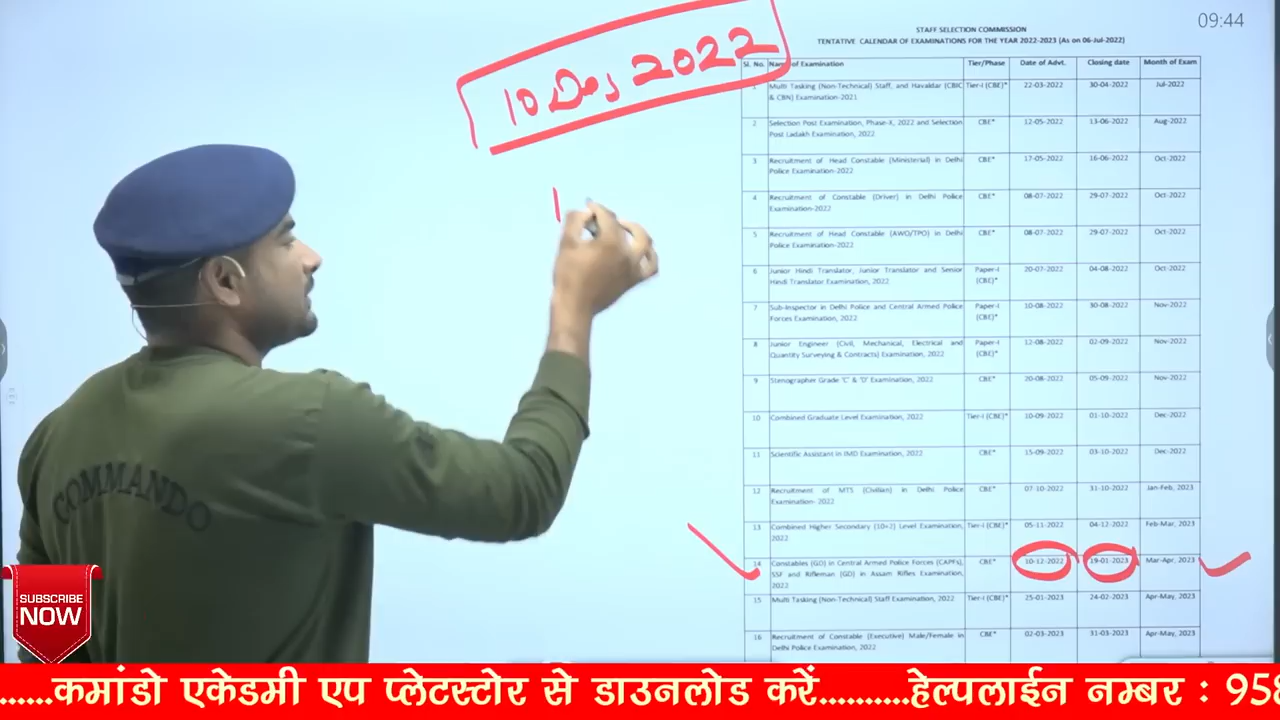 09:44
10 Dec 2022
STAFF SELECTION COMMISSION
TENTATIVE CALENDAR OF EXAMINATIONS FOR THE YEAR 2022-2023 (As on 06-Jul-2022)
Sl. No. Name of Examination Tier/Phase Date of Advt. Closing date Month of Exam
1 Multi Tasking (Non-Technical) Staff, and Havaldar (CBIC & CBN) Examination-2021 Tier-I (CBE)* 22-03-2022 30-04-2022 Jul-2022
2 Selection Post Examination, Phase-X, 2022 and Selection Post Ladakh Examination, 2022 CBE* 12-05-2022 13-06-2022 Aug-2022
3 Recruitment of Head Constable (Ministerial) in Delhi Police Examination-2022 CBE* 17-05-2022 16-06-2022 Oct-2022
4 Recruitment of Constable (Driver) in Delhi Police Examination-2022 CBE* 08-07-2022 29-07-2022 Oct-2022
5 Recruitment of Head Constable (AWO/TPO) in Delhi Police Examination-2022 CBE* 08-07-2022 29-07-2022 Oct-2022
6 Junior Hindi Translator, Junior Translator and Senior Hindi Translator Examination, 2022 Paper-I (CBE)* 20-07-2022 04-08-2022 Oct-2022
7 Sub-Inspector in Delhi Police and Central Armed Police Forces Examination, 2022 Paper-I (CBE)* 10-08-2022 30-08-2022 Nov-2022
8 Junior Engineer (Civil, Mechanical, Electrical and Quantity Surveying & Contracts) Examination, 2022 Paper-I (CBE)* 12-08-2022 02-09-2022 Nov-2022
9 Stenographer Grade 'C' & 'D' Examination, 2022 CBE* 20-08-2022 05-09-2022 Nov-2022
10 Combined Graduate Level Examination, 2022 Tier-I (CBE)* 10-09-2022 01-10-2022 Dec-2022
11 Scientific Assistant in IMD Examination, 2022 CBE* 15-09-2022 03-10-2022 Dec-2022
12 Recruitment of MTS (Civilian) in Delhi Police Examination- 2022 CBE* 07-10-2022 31-10-2022 Jan-Feb, 2023
13 Combined Higher Secondary (10+2) Level Examination, 2022 Tier-I (CBE)* 05-11-2022 04-12-2022 Feb-Mar, 2023
14 Constables (GD) in Central Armed Police Forces (CAPFs), SSF and Rifleman (GD) in Assam Rifles Examination, 2022 CBE* 10-12-2022 19-01-2023 Mar-Apr, 2023
15 Multi Tasking (Non-Technical) Staff Examination, 2022 Tier-I (CBE)* 25-01-2023 24-02-2023 Apr-May, 2023
16 Recruitment of Constable (Executive) Male/Female in Delhi Police Examination, 2022 CBE* 02-03-2023 31-03-2023 Apr-May, 2023
COMMANDO
SUBSCRIBE
NOW
......कमांडो एकेडमी एप प्लेटस्टोर से डाउनलोड करें..........हेल्पलाईन नम्बर : 958